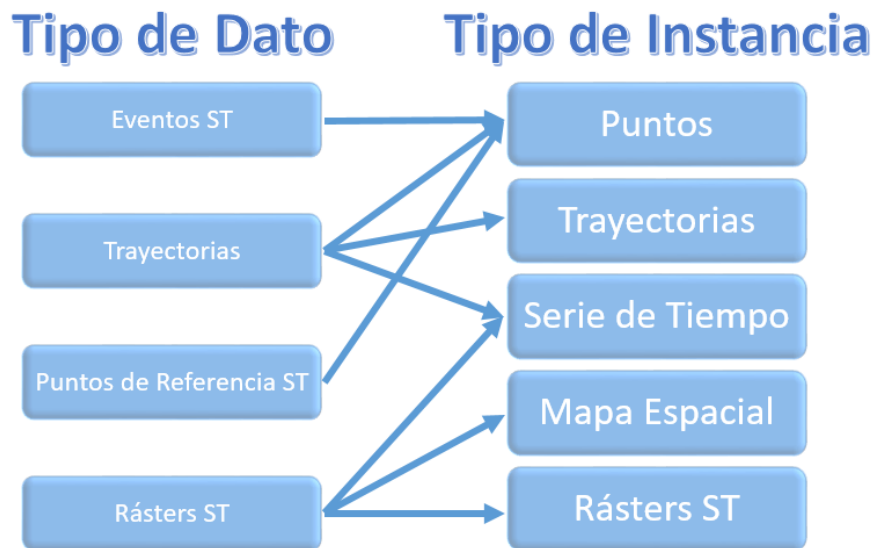 Tipo de Dato
Tipo de Instancia
Eventos ST
Trayectorias
Puntos de Referencia ST
Rásters ST
Puntos
Trayectorias
Serie de Tiempo
Mapa Espacial
Rásters ST